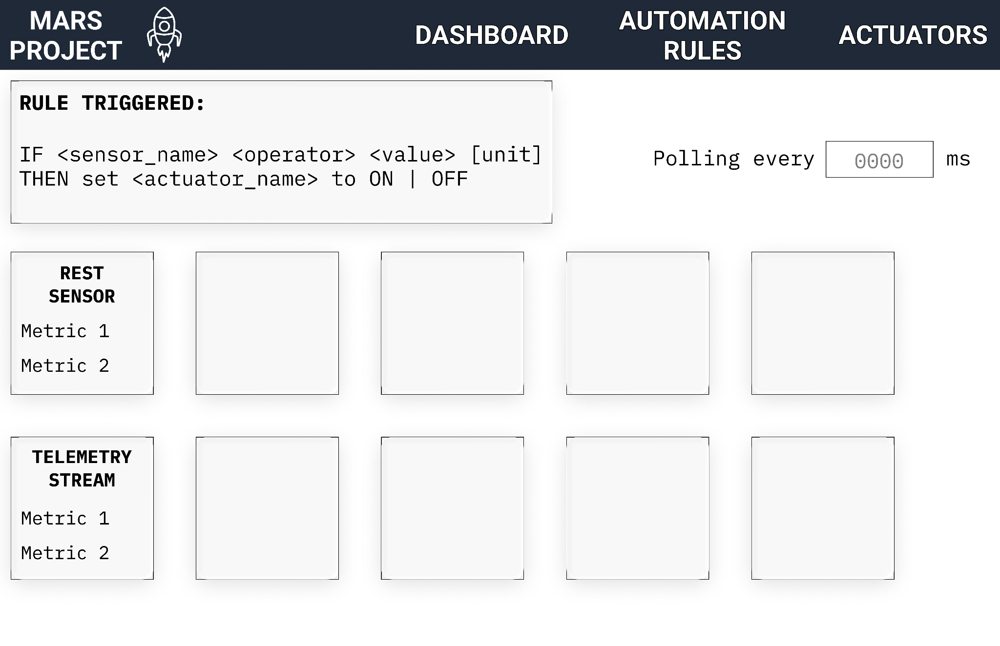 MARS
PROJECT
DASHBOARD
AUTOMATION
RULES
ACTUATORS
RULE TRIGGERED:
IF <sensor_name> <operator> <value> [unit]
THEN set <actuator_name> to ON | OFF
Polling every 0000 ms
REST
SENSOR
Metric 1
Metric 2
TELEMETRY
STREAM
Metric 1
Metric 2